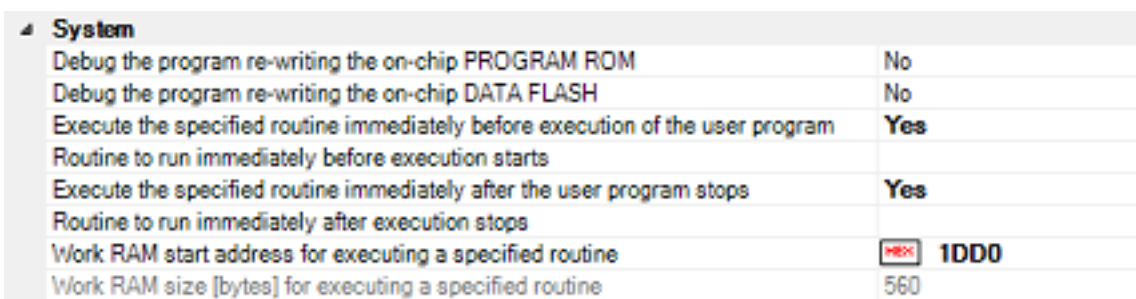 System
Debug the program re-writing the on-chip PROGRAM ROM No
Debug the program re-writing the on-chip DATA FLASH No
Execute the specified routine immediately before execution of the user program Yes
Routine to run immediately before execution starts
Execute the specified routine immediately after the user program stops Yes
Routine to run immediately after execution stops
Work RAM start address for executing a specified routine HEX 1DD0
Work RAM size [bytes] for executing a specified routine 560